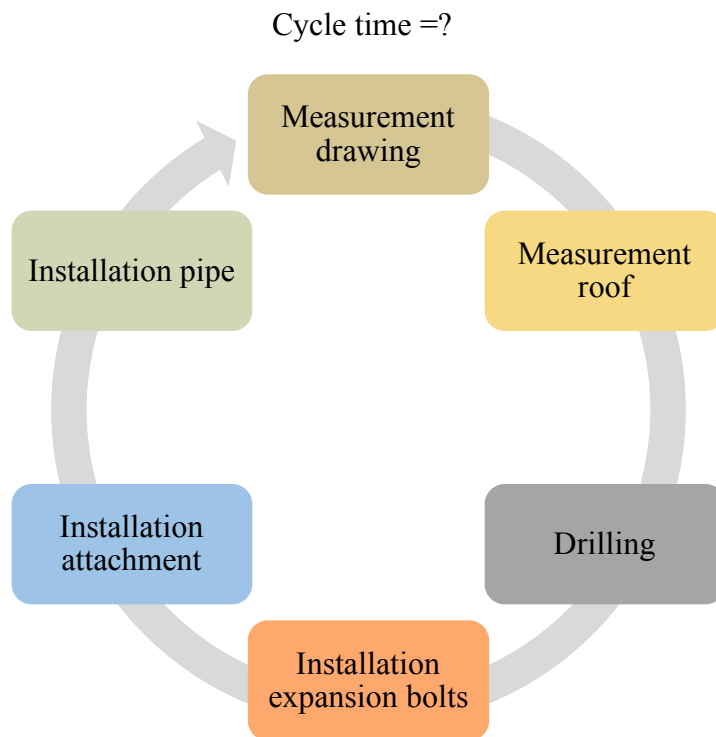 Cycle time =?
Measurement
drawing
Measurement
roof
Drilling
Installation
expansion bolts
Installation
attachment
Installation pipe